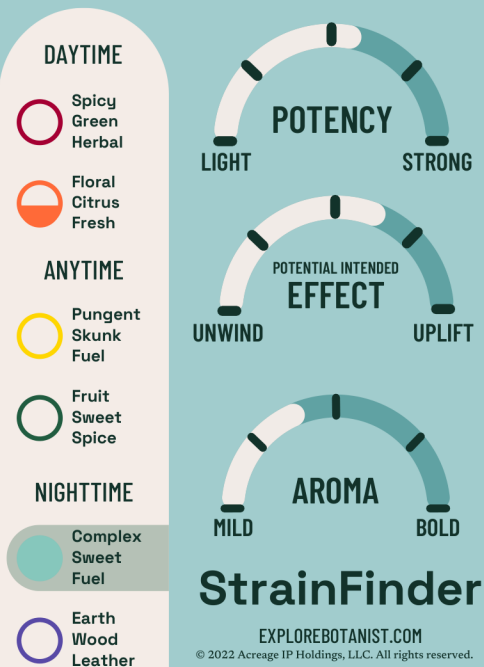 DAYTIME
Spicy
Green
Herbal
Floral
Citrus
Fresh
ANYTIME
Pungent
Skunk
Fuel
Fruit
Sweet
Spice
NIGHTTIME
Complex
Sweet
Fuel
Earth
Wood
Leather
POTENCY
LIGHT STRONG
POTENTIAL INTENDED
EFFECT
UNWIND UPLIFT
AROMA
MILD BOLD
StrainFinder
EXPLOREBOTANIST.COM
© 2022 Acreage IP Holdings, LLC. All rights reserved.